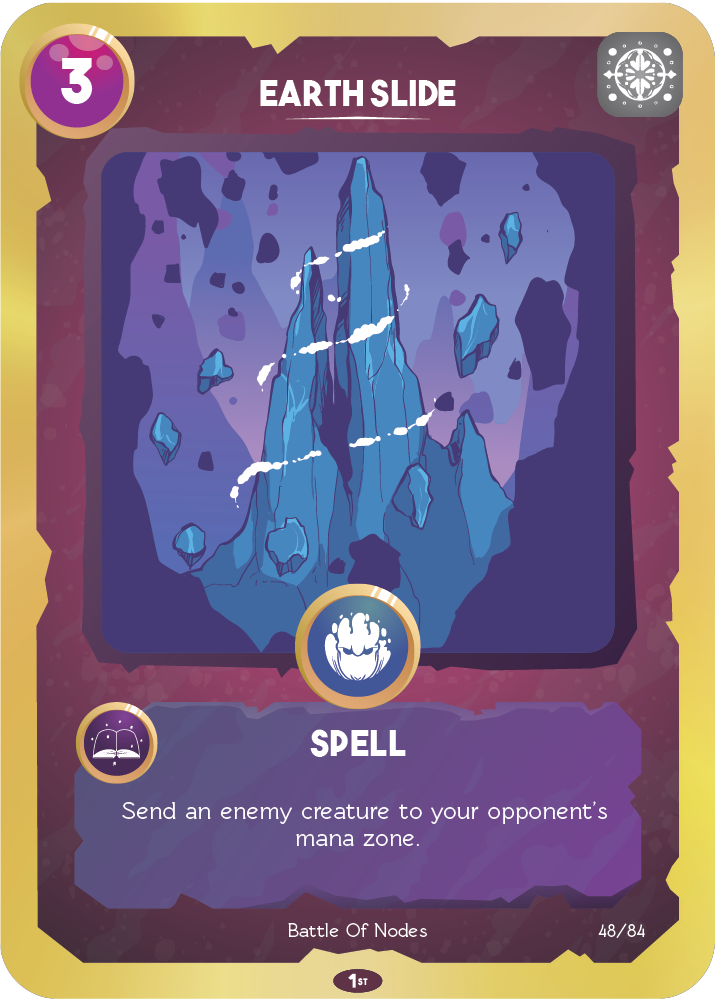 3
EARTH SLIDE
SPELL
Send an enemy creature to your opponent's
mana zone.
Battle Of Nodes
48/84
1ST